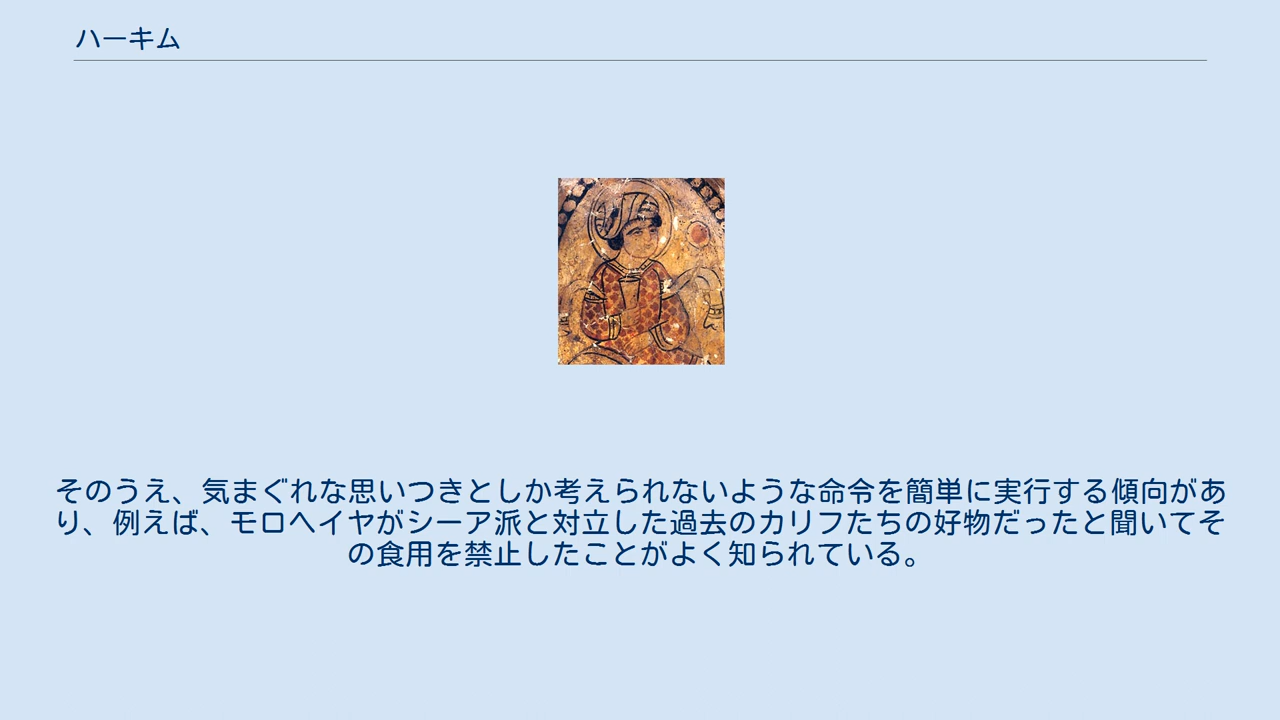 ハーキム
そのうえ、気まぐれな思いつきとしか考えられないような命令を簡単に実行する傾向があ
り、例えば、モロヘイヤがシーア派と対立した過去のカリフたちの好物だったと聞いてそ
の食用を禁止したことがよく知られている。